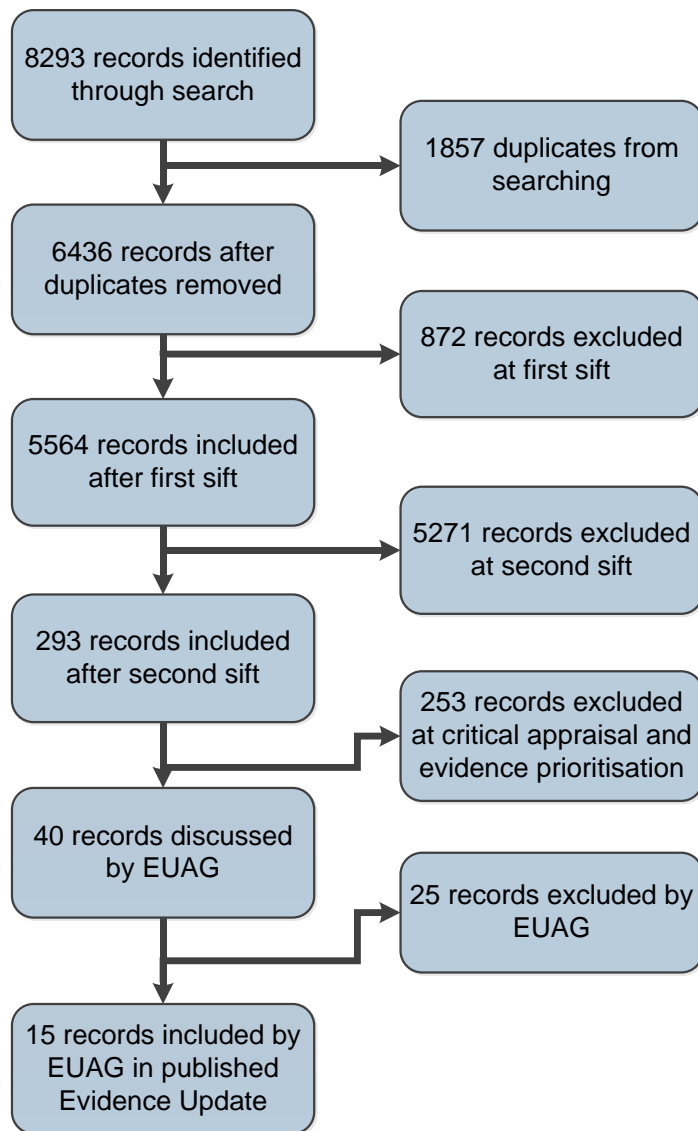 8293 records identified
through search
1857 duplicates from
searching
6436 records after
duplicates removed
872 records excluded
at first sift
5564 records included
after first sift
5271 records excluded
at second sift
293 records included
after second sift
253 records excluded
at critical appraisal and
evidence prioritisation
40 records discussed
by EUAG
25 records excluded by
EUAG
15 records included by
EUAG in published
Evidence Update